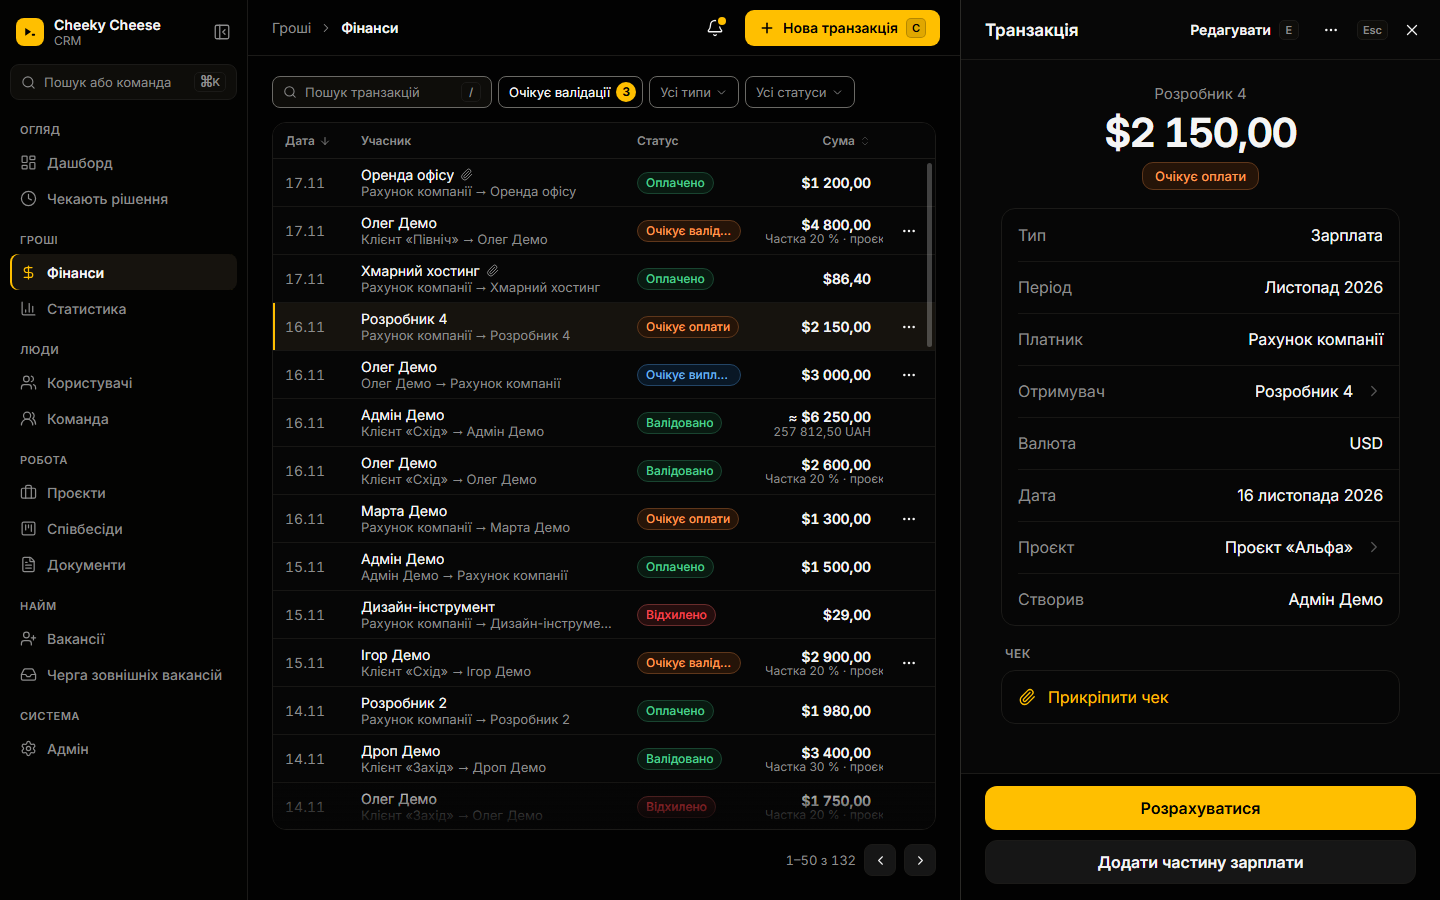 Cheeky Cheese
CRM
Пошук або команда
⌘K
ОГЛЯД
Дашборд
Чекають рішення
ГРОШІ
Фінанси
Статистика
ЛЮДИ
Користувачі
Команда
РОБОТА
Проєкти
Співбесіди
Документи
НАЙМ
Вакансії
Черга зовнішніх вакансій
СИСТЕМА
Адмін
Гроші > Фінанси
Нова транзакція C
Пошук транзакцій /
Очікує валідації 3
Усі типи
Усі статуси
Дата ↓ Учасник Статус Сума
17.11 Оренда офісу Оплачено $1 200,00
Рахунок компанії → Оренда офісу
17.11 Олег Демо Очікує валід... $4 800,00 ...
Клієнт «Північ» → Олег Демо Частка 20 % · проєк
17.11 Хмарний хостинг Оплачено $86,40
Рахунок компанії → Хмарний хостинг
16.11 Розробник 4 Очікує оплати $2 150,00 ...
Рахунок компанії → Розробник 4
16.11 Олег Демо Очікує випл... $3 000,00 ...
Олег Демо → Рахунок компанії
16.11 Адмін Демо Валідовано ≈ $6 250,00
Клієнт «Схід» → Адмін Демо 257 812,50 UAH
16.11 Олег Демо Валідовано $2 600,00
Клієнт «Схід» → Олег Демо Частка 20 % · проєк
16.11 Марта Демо Очікує оплати $1 300,00 ...
Рахунок компанії → Марта Демо
15.11 Адмін Демо Оплачено $1 500,00
Адмін Демо → Рахунок компанії
15.11 Дизайн-інструмент Відхилено $29,00
Рахунок компанії → Дизайн-інструме...
15.11 Ігор Демо Очікує валід... $2 900,00 ...
Клієнт «Схід» → Ігор Демо Частка 20 % · проєк
14.11 Розробник 2 Оплачено $1 980,00
Рахунок компанії → Розробник 2
14.11 Дроп Демо Валідовано $3 400,00
Клієнт «Захід» → Дроп Демо Частка 30 % · проєк
14.11 Олег Демо Відхилено $1 750,00
Клієнт «Захід» → Олег Демо Частка 20 % · проєк
1–50 з 132
Транзакція
Редагувати E ... Esc
Розробник 4
$2 150,00
Очікує оплати
Тип Зарплата
Період Листопад 2026
Платник Рахунок компанії
Отримувач Розробник 4
Валюта USD
Дата 16 листопада 2026
Проєкт Проєкт «Альфа»
Створив Адмін Демо
ЧЕК
Прикріпити чек
Розрахуватися
Додати частину зарплати